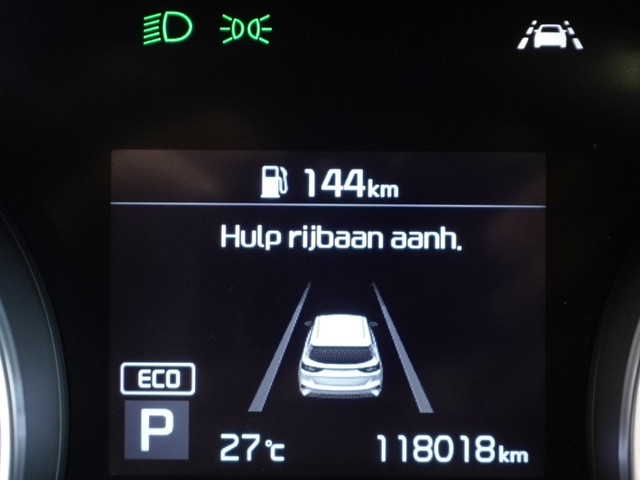 144km
Hulp rijbaan aanh.
ECO
P
27°C 118018km